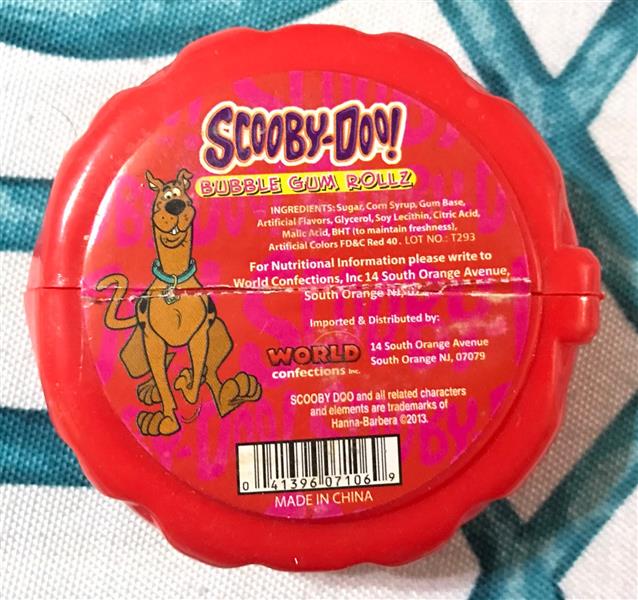 SCOOBY-DOO!
BUBBLE GUM ROLLZ
INGREDIENTS: Sugar, Corn Syrup, Gum Base,
Artificial Flavors, Glycerol, Soy Lecithin, Citric Acid,
Malic Acid, BHT (to maintain freshness),
Artificial Colors FD&C Red 40. LOT NO.: T293
For Nutritional Information please write to
World Confections, Inc 14 South Orange Avenue,
South Orange NJ,
Imported & Distributed by:
WORLD
confections Inc.
14 South Orange Avenue
South Orange NJ, 07079
SCOOBY DOO and all related characters
and elements are trademarks of
Hanna-Barbera ©2013.
0 41396 07106 9
MADE IN CHINA